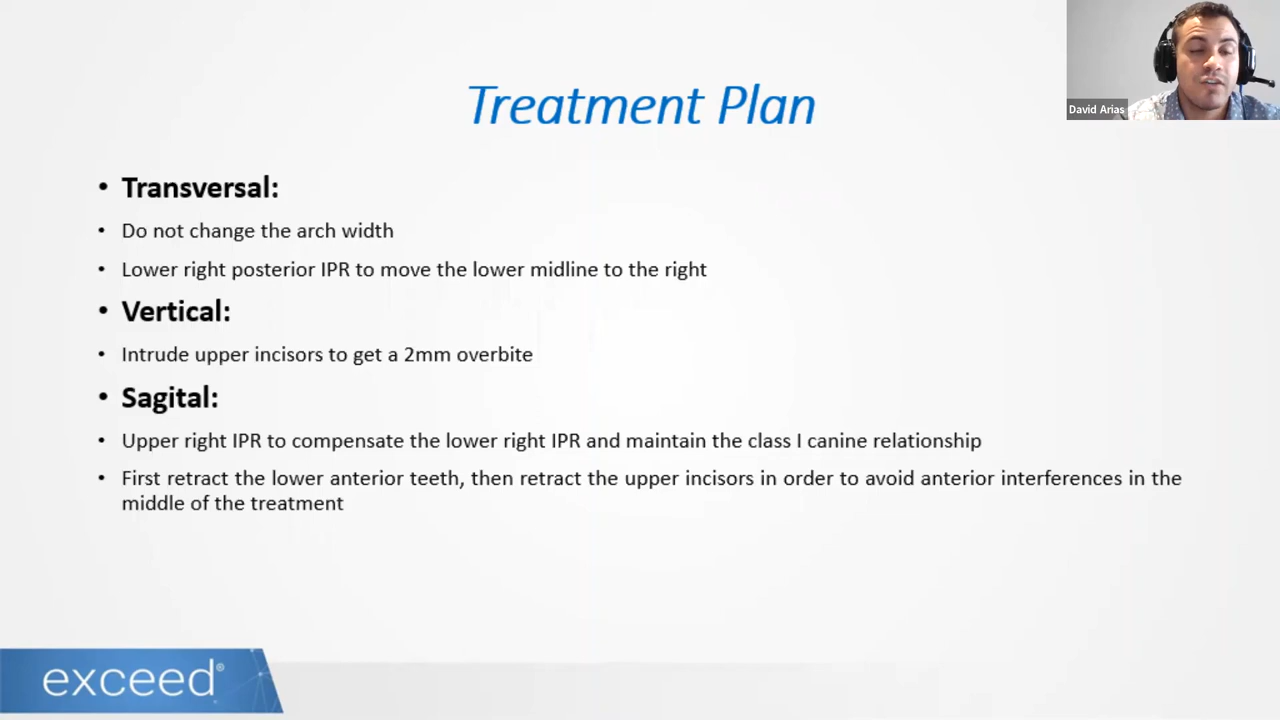 Treatment Plan
David Arias
• Transversal:
• Do not change the arch width
• Lower right posterior IPR to move the lower midline to the right
• Vertical:
• Intrude upper incisors to get a 2mm overbite
• Sagital:
• Upper right IPR to compensate the lower right IPR and maintain the class I canine relationship
• First retract the lower anterior teeth, then retract the upper incisors in order to avoid anterior interferences in the
middle of the treatment
exceed®